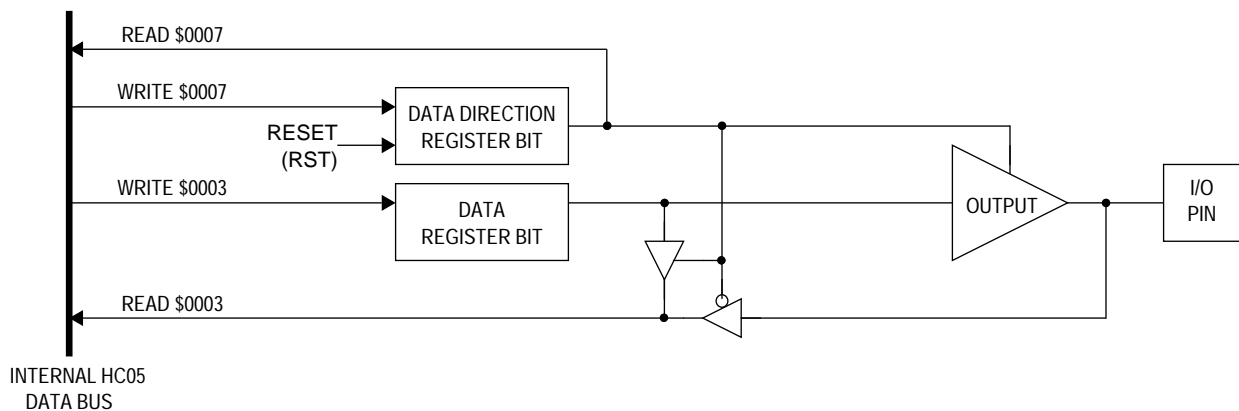 READ $0007
WRITE $0007
RESET
(RST)
DATA DIRECTION
REGISTER BIT
WRITE $0003
DATA
REGISTER BIT
OUTPUT
I/O
PIN
READ $0003
INTERNAL HC05
DATA BUS